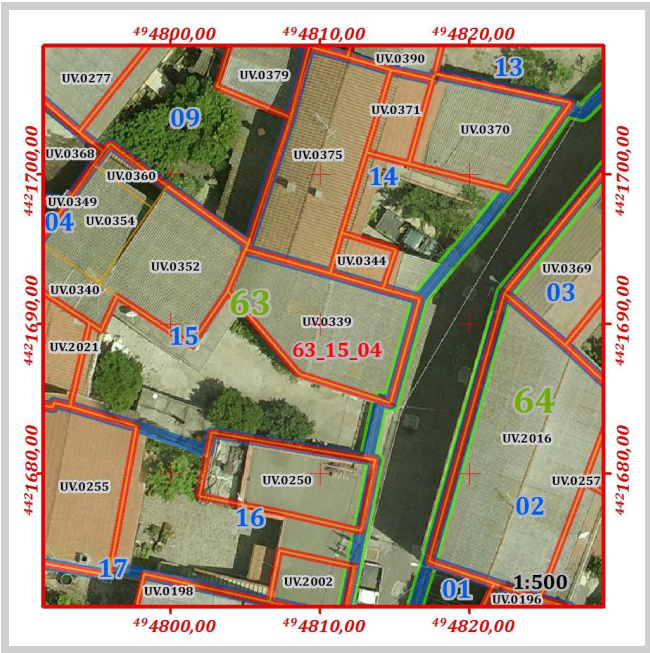 ⁴⁹4800,00
⁴⁹4810,00
⁴⁹4820,00
UV.0390
13
UV.0277
UV.0379
UV.0371
09
UV.0370
UV.0368
UV.0375
⁴⁴²1700,00
⁴⁴²1700,00
UV.0360
14
UV.0349
04
UV.0354
UV.0352
UV.0344
UV.0369
UV.0340
63
03
UV.0339
⁴⁴²1690,00
⁴⁴²1690,00
15
UV.2021
63_15_04
64
UV.2016
UV.0255
UV.0250
UV.0257
⁴⁴²1680,00
⁴⁴²1680,00
16
02
17
UV.2002
1:500
UV.0198
01
UV.0196
⁴⁹4800,00
⁴⁹4810,00
⁴⁹4820,00